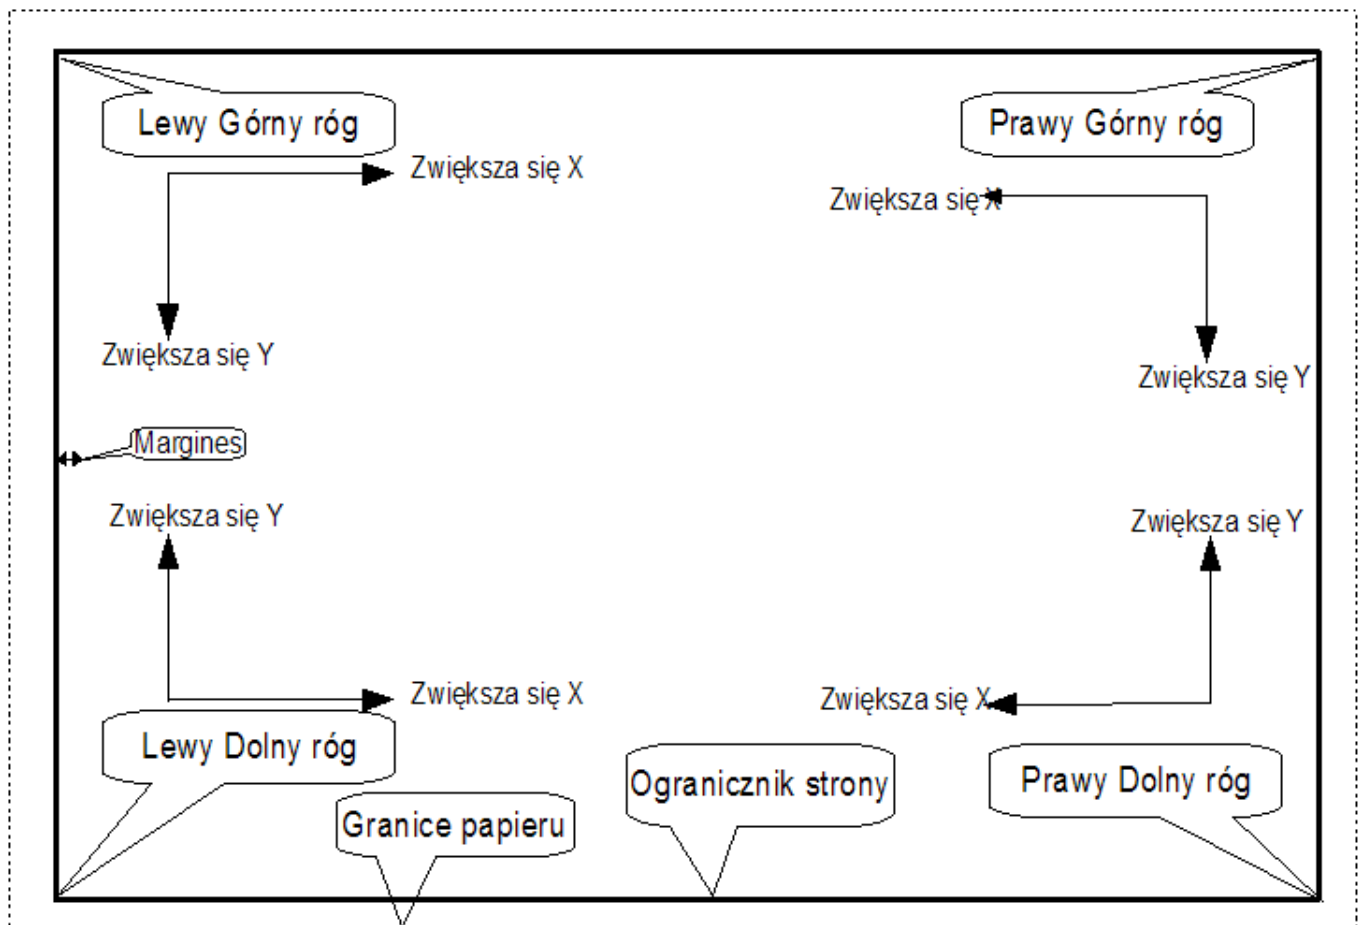 Lewy Górny róg
Prawy Górny róg
Zwiększa się X
Zwiększa się X
Zwiększa się Y
Zwiększa się Y
Margines
Zwiększa się Y
Zwiększa się Y
Zwiększa się X
Zwiększa się X
Lewy Dolny róg
Ogranicznik strony
Prawy Dolny róg
Granice papieru